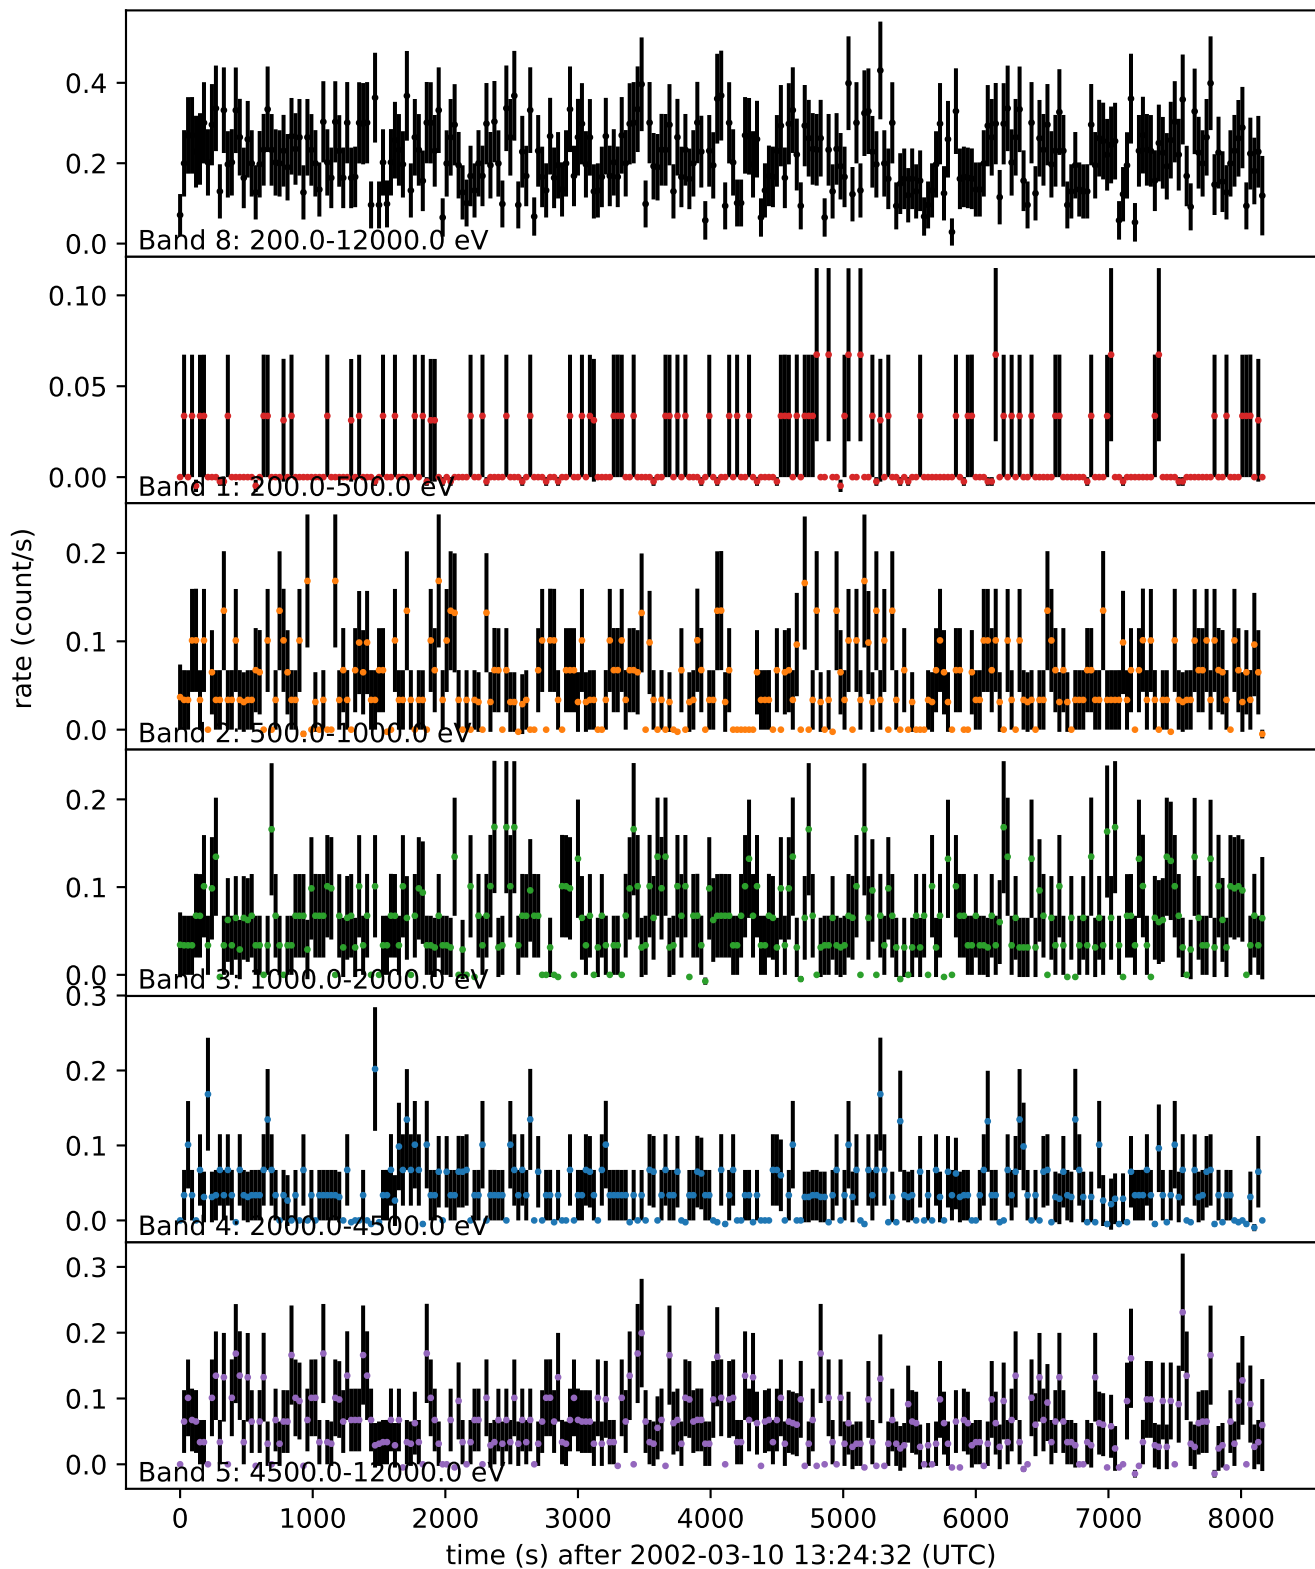 0.4
0.2
0.0
Band 8: 200.0-12000.0 eV
0.10
0.05
0.00
Band 1: 200.0-500.0 eV
rate (count/s)
0.2
0.1
0.0
Band 2: 500.0-1000.0 eV
0.2
0.1
0.0
Band 3: 1000.0-2000.0 eV
0.3
0.2
0.1
0.0
Band 4: 2000.0-4500.0 eV
0.3
0.2
0.1
0.0
Band 5: 4500.0-12000.0 eV
0 1000 2000 3000 4000 5000 6000 7000 8000
time (s) after 2002-03-10 13:24:32 (UTC)